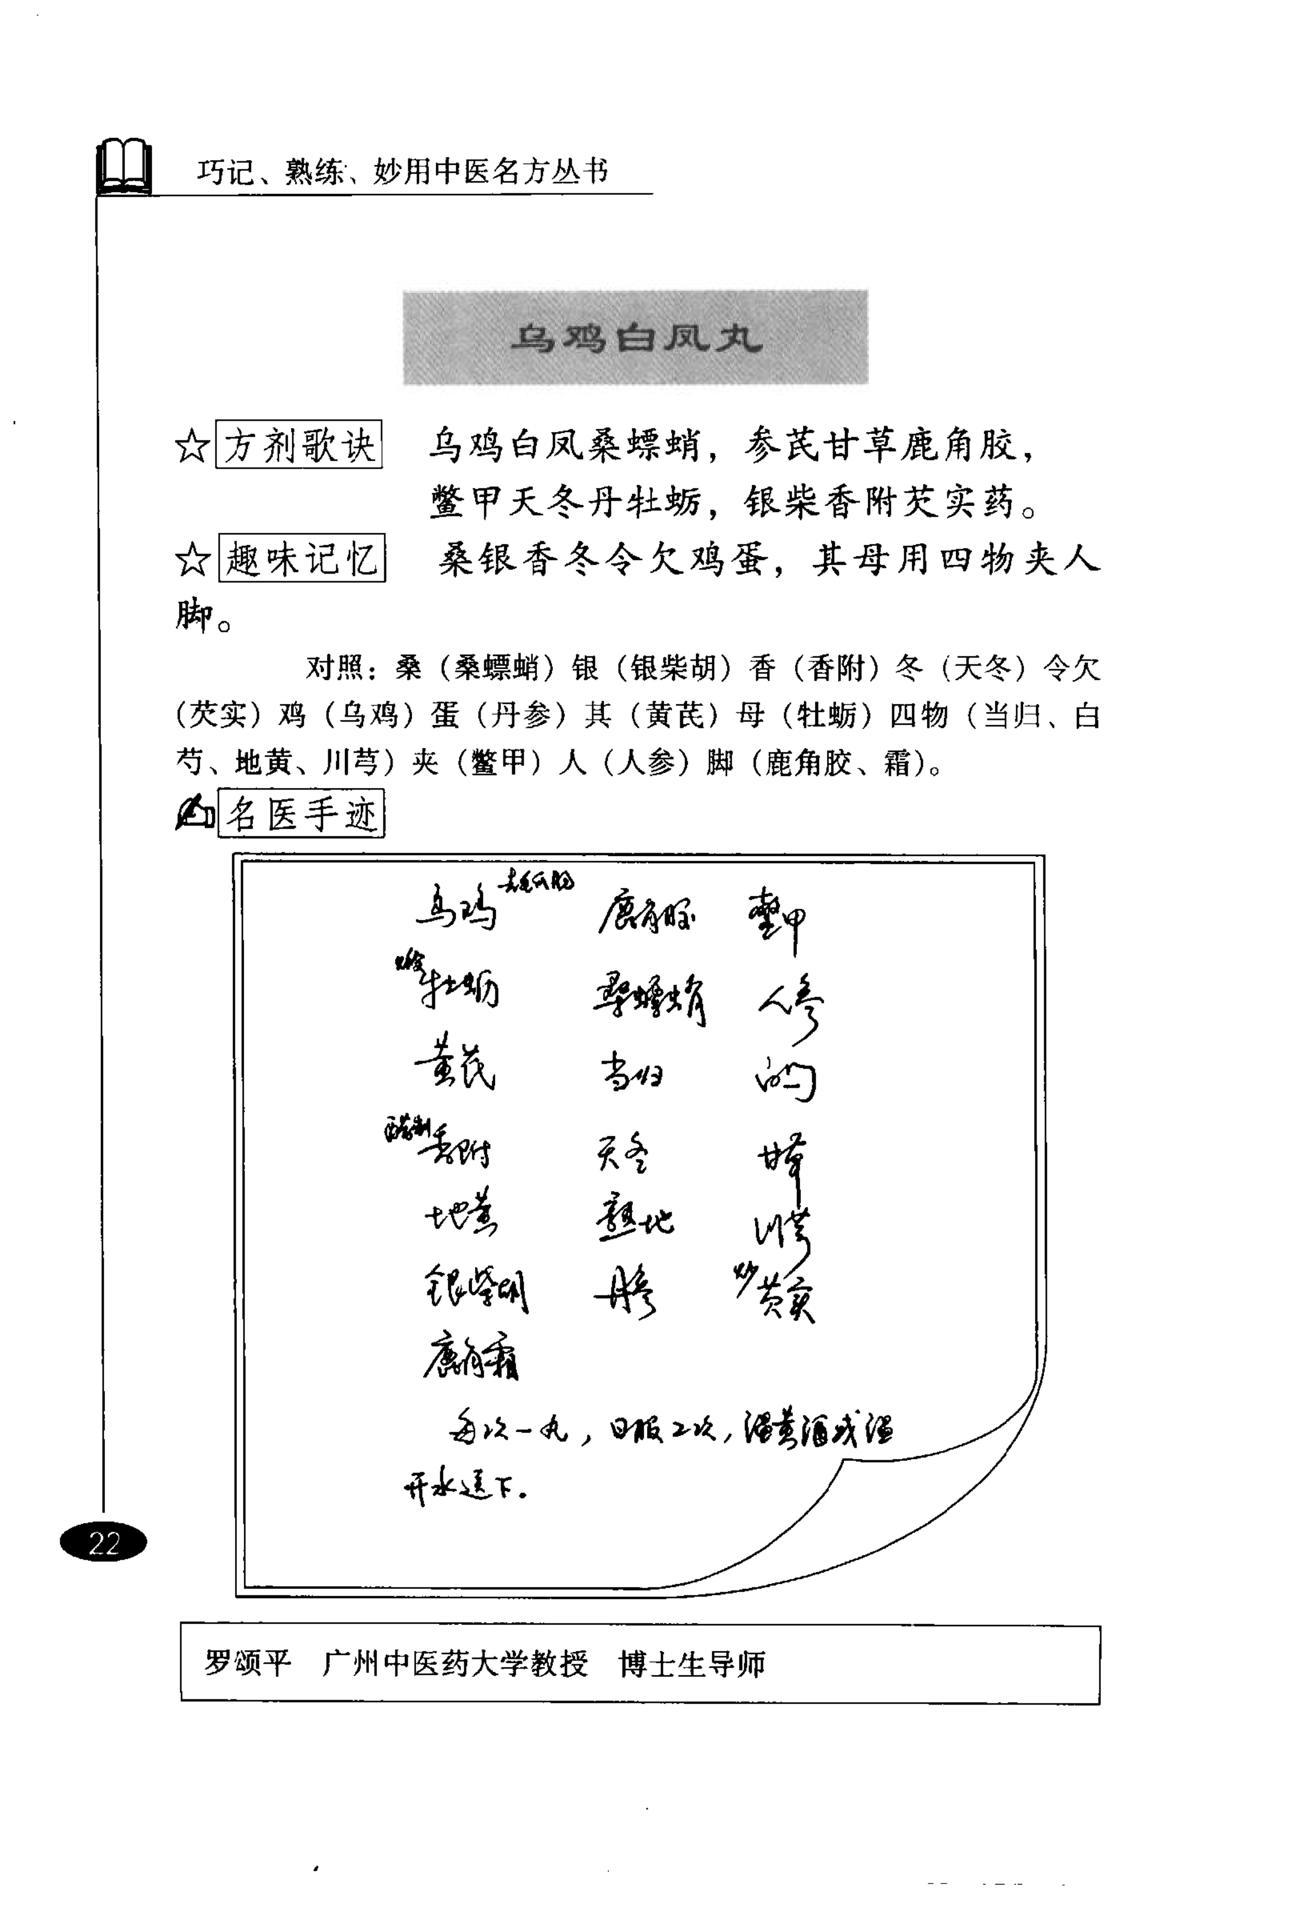 巧记、熟练、妙用中医名方丛书
乌鸡白凤丸
☆方剂歌诀 乌鸡白凤桑螵蛸，参芪甘草鹿角胶，
鳖甲天冬丹牡蛎，银柴香附芡实药。
☆趣味记忆 桑银香冬令欠鸡蛋，其母用四物夹人
脚。
对照：桑（桑螵蛸）银（银柴胡）香（香附）冬（天冬）令欠
（芡实）鸡（乌鸡）蛋（丹参）其（黄芪）母（牡蛎）四物（当归、白
芍、地黄、川芎）夹（鳖甲）人（人参）脚（鹿角胶、霜）。
名医手迹
乌鸡 去毛爪肠 鹿角胶 鳖甲
煅牡蛎 桑螵蛸 人参
黄芪 当归 白芍
醋制香附 天冬 甘草
地黄 熟地 川芎
银柴胡 丹参 炒芡实
鹿角霜
每次一丸，日服2次，温黄酒或温
开水送下.
22
罗颂平 广州中医药大学教授 博士生导师